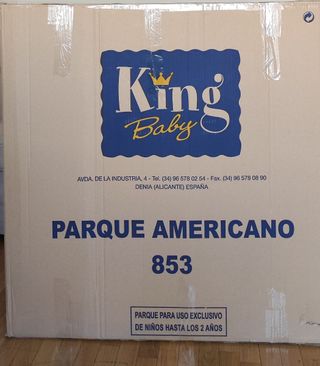 King
Baby
AVDA. DE LA INDUSTRIA, 4 - Tel. (34) 96 578 02 54 - Fax. (34) 96 578 08 90
DENIA (ALICANTE) ESPAÑA
PARQUE AMERICANO
853
PARQUE PARA USO EXCLUSIVO
DE NIÑOS HASTA LOS 2 AÑOS